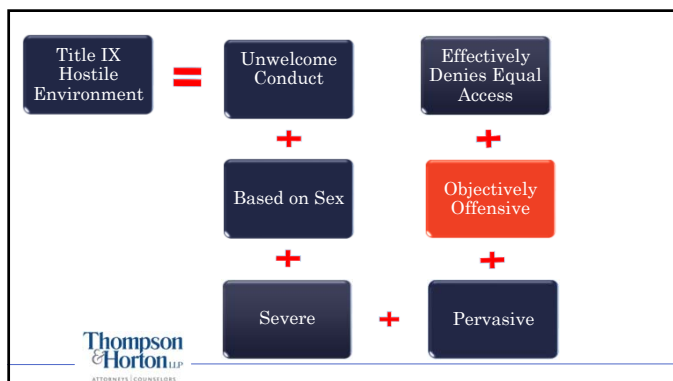 Title IX
Hostile
Environment
=
Unwelcome
Conduct
+
Based on Sex
+
Severe
+
Pervasive
+
Objectively
Offensive
+
Effectively
Denies Equal
Access
Thompson
& Horton LLP
ATTORNEYS | COUNSELORS